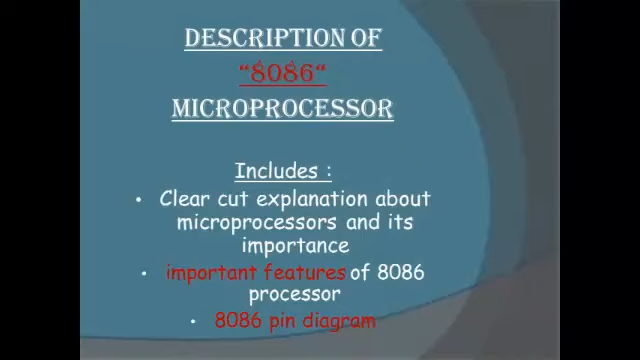 DESCRIPTION OF
"8086"
MICROPROCESSOR
Includes :
• Clear cut explanation about
microprocessors and its
importance
• important features of 8086
processor
• 8086 pin diagram